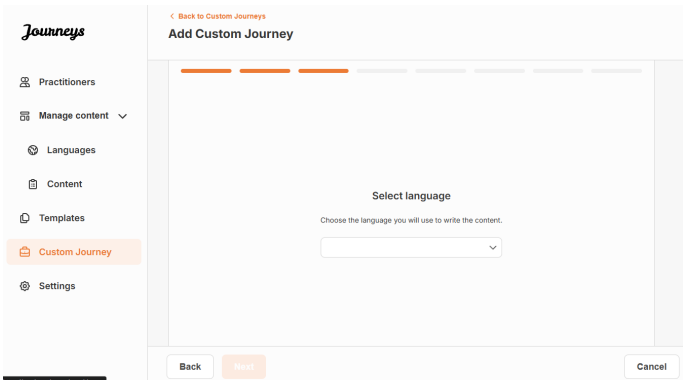 Journeys
Practitioners
Manage content
Languages
Content
Templates
Custom Journey
Settings
Back to Custom Journeys
Add Custom Journey
Select language
Choose the language you will use to write the content.
Back
Next
Cancel